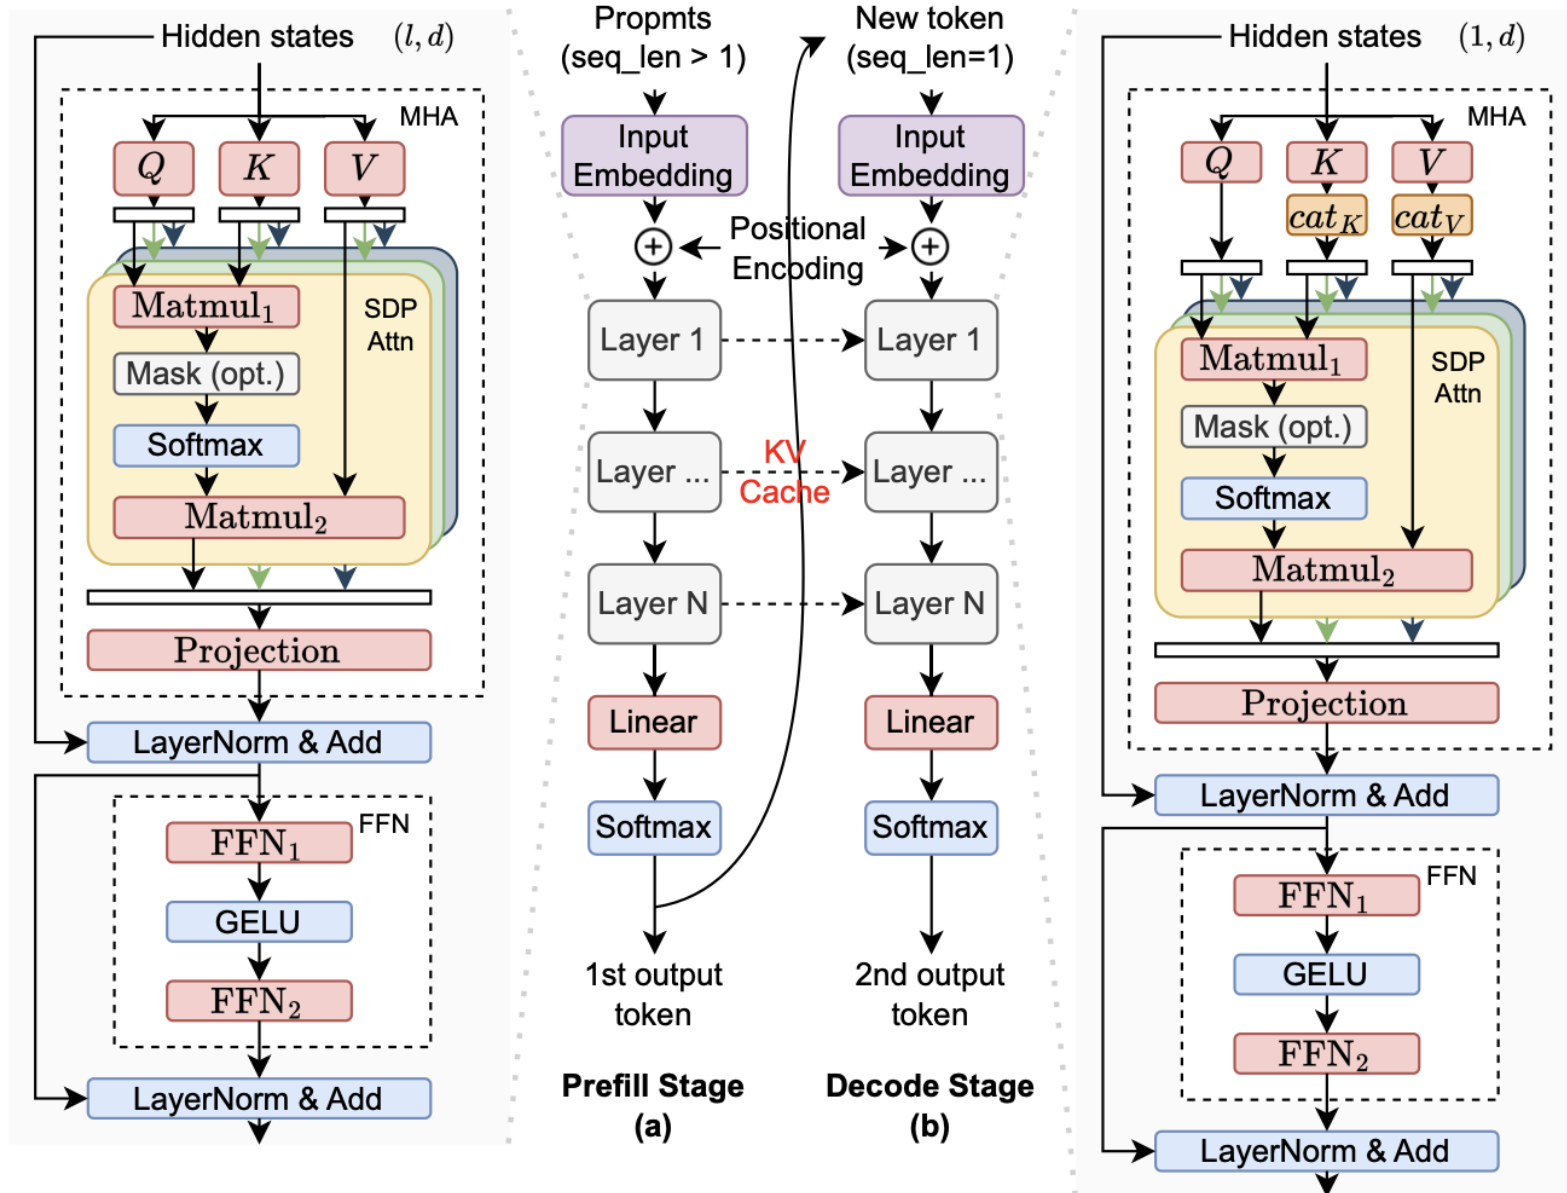 Hidden states (l, d)
MHA
Q K V
Matmul₁
SDP
Attn
Mask (opt.)
Softmax
Matmul₂
Projection
LayerNorm & Add
FFN
FFN₁
GELU
FFN₂
LayerNorm & Add
Propmts
(seq_len > 1)
Input
Embedding
Positional
Encoding
Layer 1
Layer ...
Layer N
Linear
Softmax
1st output
token
Prefill Stage
(a)
KV
Cache
New token
(seq_len=1)
Input
Embedding
Layer 1
Layer ...
Layer N
Linear
Softmax
2nd output
token
Decode Stage
(b)
Hidden states (1, d)
MHA
Q K V
cat_K cat_V
Matmul₁
SDP
Attn
Mask (opt.)
Softmax
Matmul₂
Projection
LayerNorm & Add
FFN
FFN₁
GELU
FFN₂
LayerNorm & Add